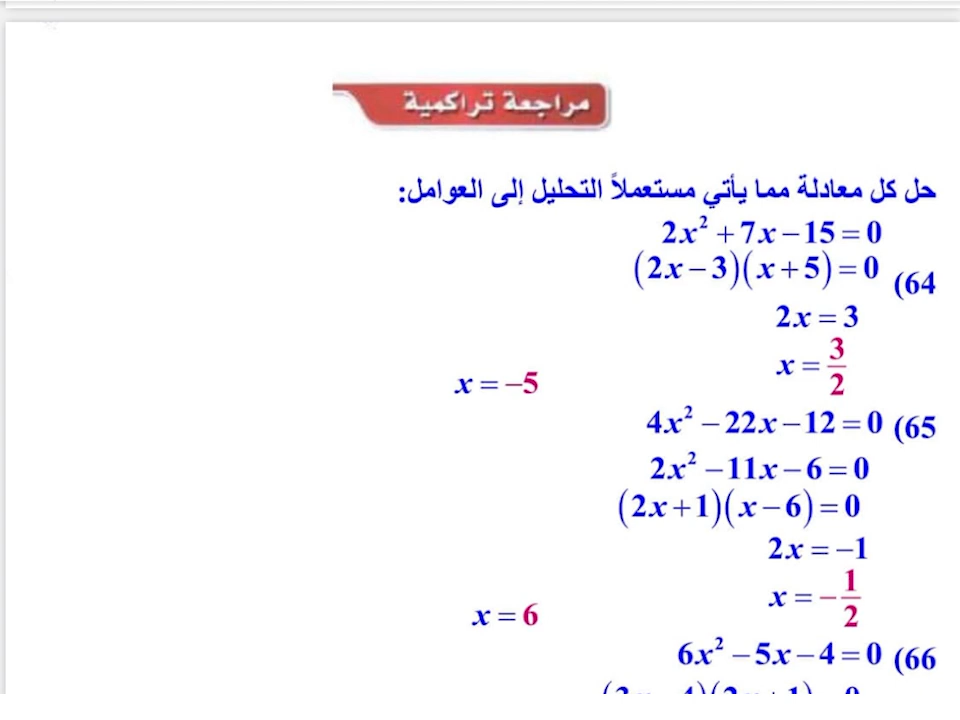 مراجعة تراكمية
حل كل معادلة مما يأتي مستعملاً التحليل إلى العوامل:
2x² + 7x − 15 = 0
64) (2x − 3)(x + 5) = 0
2x = 3
x = 3/2
x = −5
65) 4x² − 22x − 12 = 0
2x² − 11x − 6 = 0
(2x + 1)(x − 6) = 0
2x = −1
x = −1/2
x = 6
66) 6x² − 5x − 4 = 0